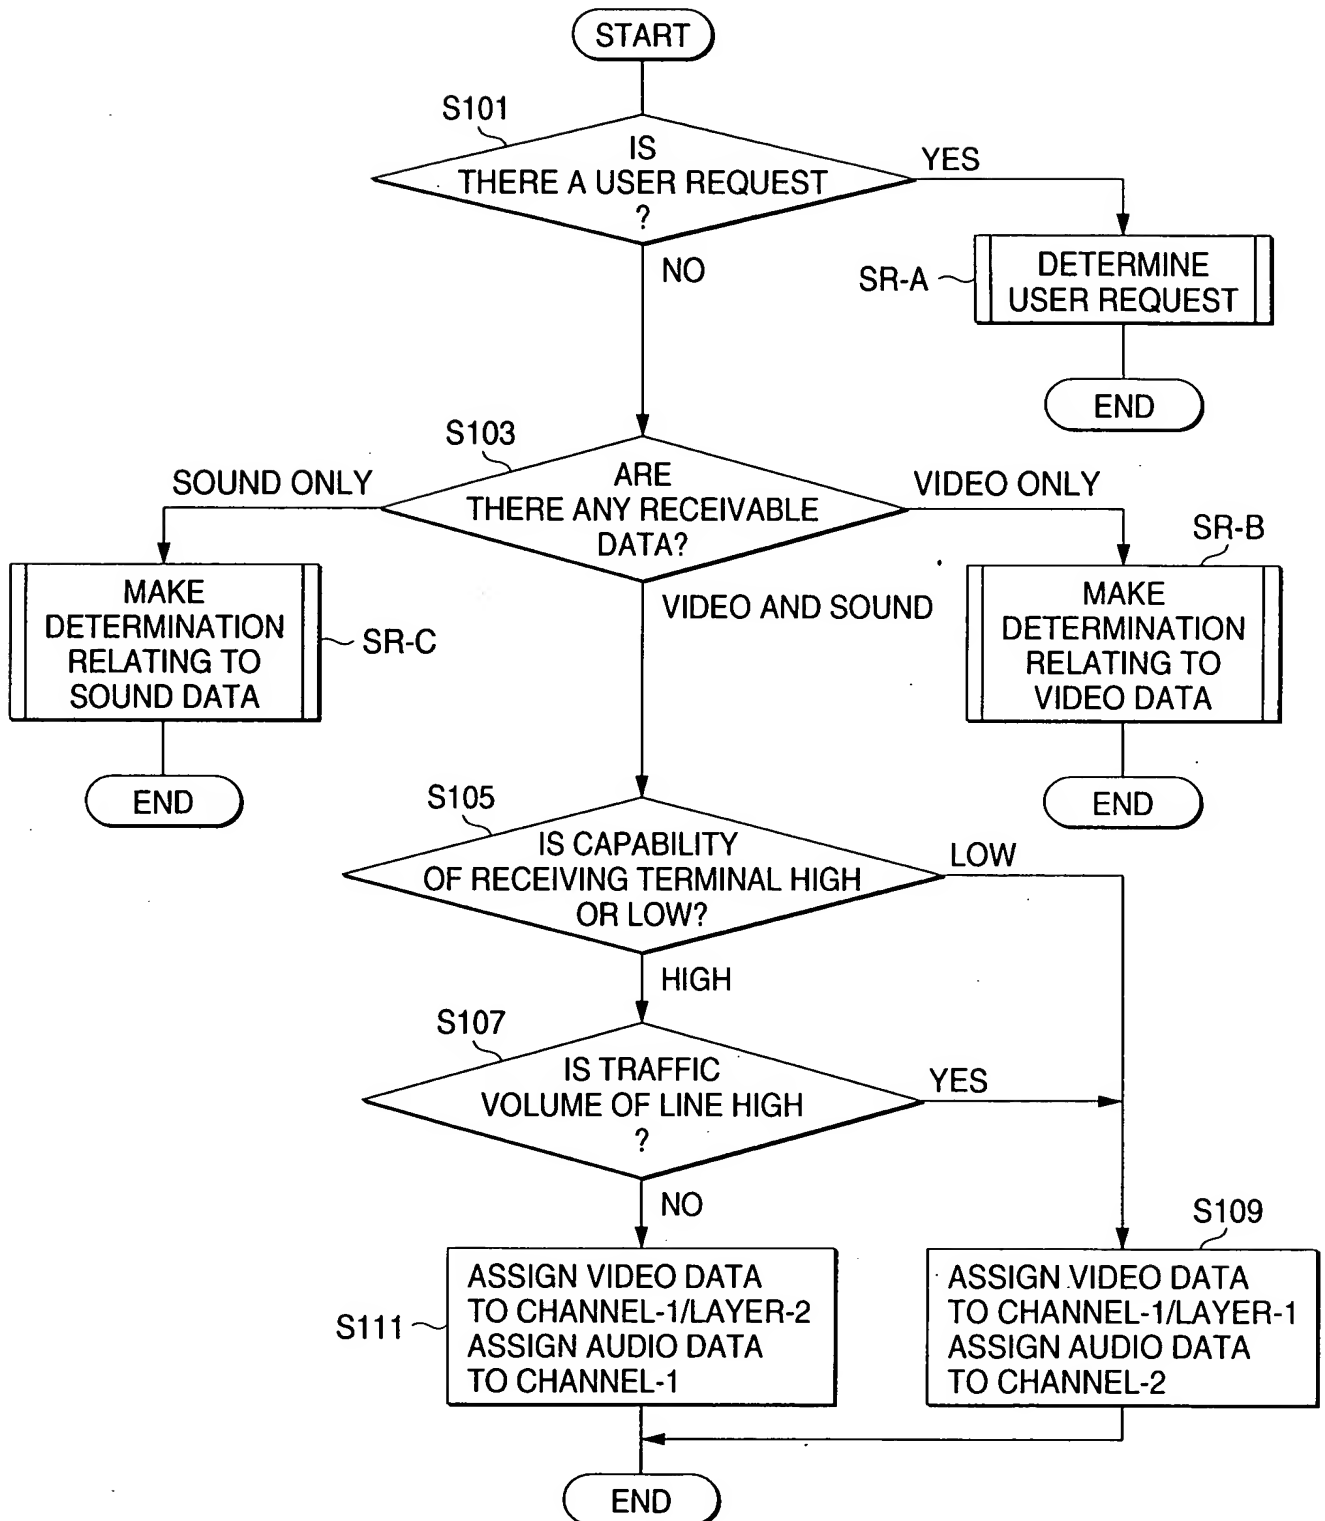 START
S101
IS
THERE A USER REQUEST
?
YES
NO
SR-A
DETERMINE
USER REQUEST
END
S103
ARE
THERE ANY RECEIVABLE
DATA?
SOUND ONLY
VIDEO ONLY
VIDEO AND SOUND
MAKE
DETERMINATION
RELATING TO
SOUND DATA
SR-C
END
SR-B
MAKE
DETERMINATION
RELATING TO
VIDEO DATA
END
S105
IS CAPABILITY
OF RECEIVING TERMINAL HIGH
OR LOW?
LOW
HIGH
S107
IS TRAFFIC
VOLUME OF LINE HIGH
?
YES
NO
S111
ASSIGN VIDEO DATA
TO CHANNEL-1/LAYER-2
ASSIGN AUDIO DATA
TO CHANNEL-1
S109
ASSIGN VIDEO DATA
TO CHANNEL-1/LAYER-1
ASSIGN AUDIO DATA
TO CHANNEL-2
END